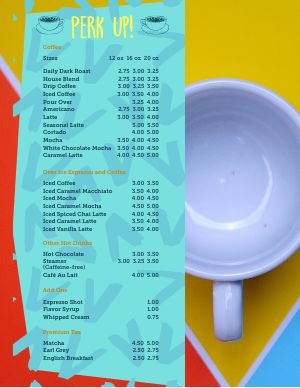 PERK UP!
Coffee
Sizes 12 oz 16 oz 20 oz
Daily Dark Roast 2.75 3.00 3.25
House Blend 2.75 3.00 3.25
Drip Coffee 3.00 3.25 3.50
Iced Coffee 3.00 3.50 4.00
Pour Over 3.25 4.00
Americano 2.75 3.00 3.25
Latte 3.00 3.50 4.00
Seasonal Latte 5.00 5.50
Cortado 4.00 5.00
Mocha 3.50 4.00 4.50
White Chocolate Mocha 3.50 4.00 4.50
Caramel Latte 4.00 4.50 5.00
Over Ice Espresso and Coffee
Iced Coffee 3.00 3.50
Iced Caramel Macchiato 3.50 4.00
Iced Mocha 4.00 4.50
Iced Caramel Mocha 4.50 5.00
Iced Spiced Chai Latte 4.00 4.50
Iced Caramel Latte 3.50 4.00
Iced Vanilla Latte 3.50 4.00
Other Hot Drinks
Hot Chocolate 3.00 3.50
Steamer 3.00 3.25 3.50
(Caffeine-free)
Café Au Lait 4.00 5.00
Add Ons
Espresso Shot 1.00
Flavor Syrup 1.00
Whipped Cream 0.75
Premium Tea
Matcha 4.50 5.00
Earl Grey 2.50 2.75
English Breakfast 2.50 2.75